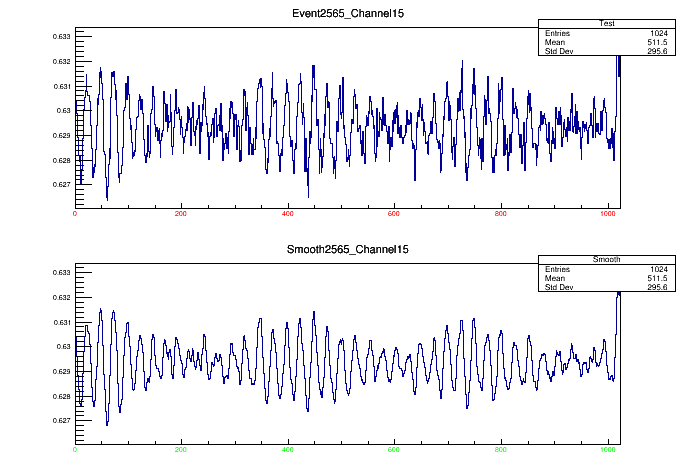 Event2565_Channel15
Test
Entries 1024
Mean 511.5
Std Dev 295.6
0.633
0.632
0.631
0.63
0.629
0.628
0.627
0 200 400 600 800 1000
Smooth2565_Channel15
Smooth
Entries 1024
Mean 511.5
Std Dev 295.6
0.633
0.632
0.631
0.63
0.629
0.628
0.627
0 200 400 600 800 1000